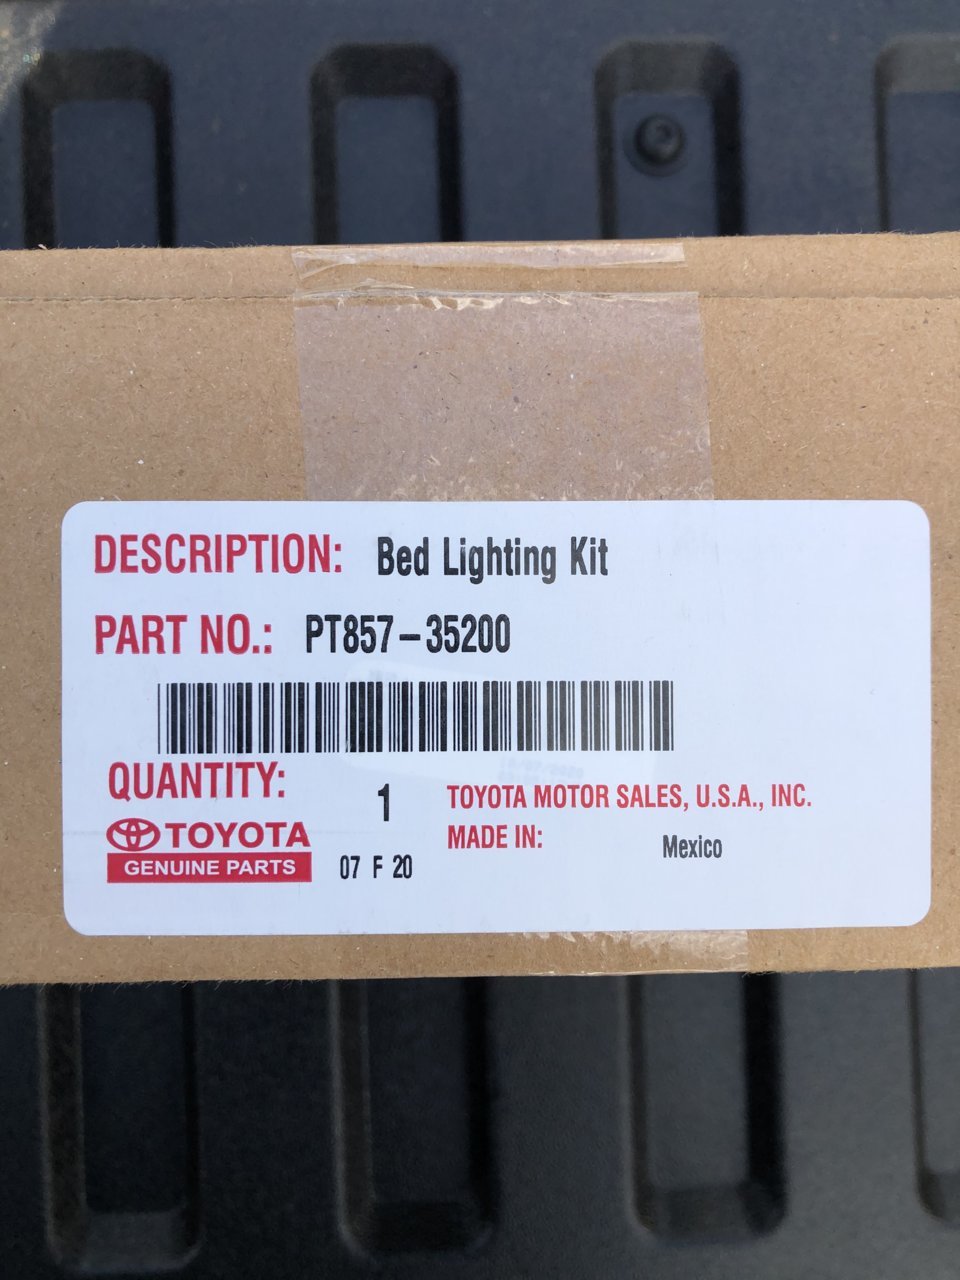 DESCRIPTION: Bed Lighting Kit
PART NO.: PT857-35200
QUANTITY: 1
TOYOTA MOTOR SALES, U.S.A., INC.
MADE IN: Mexico
TOYOTA
GENUINE PARTS
07 F 20